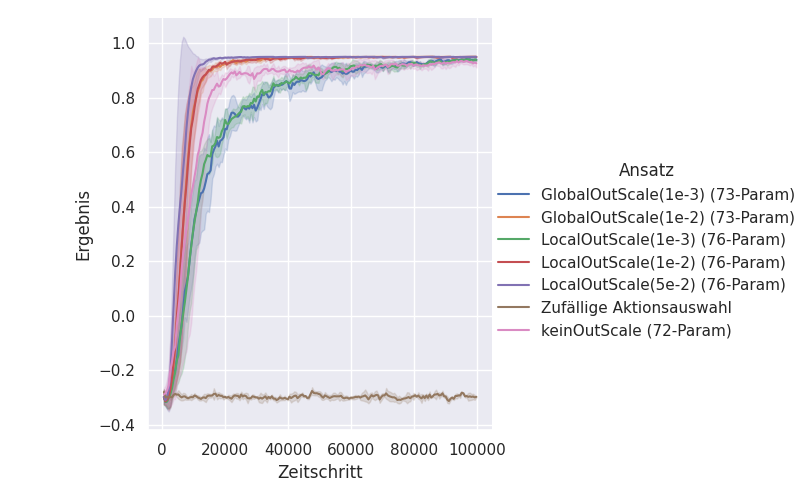 1.0
0.8
0.6
0.4
0.2
0.0
−0.2
−0.4
Ergebnis
0 20000 40000 60000 80000 100000
Zeitschritt
Ansatz
GlobalOutScale(1e-3) (73-Param)
GlobalOutScale(1e-2) (73-Param)
LocalOutScale(1e-3) (76-Param)
LocalOutScale(1e-2) (76-Param)
LocalOutScale(5e-2) (76-Param)
Zufällige Aktionsauswahl
keinOutScale (72-Param)